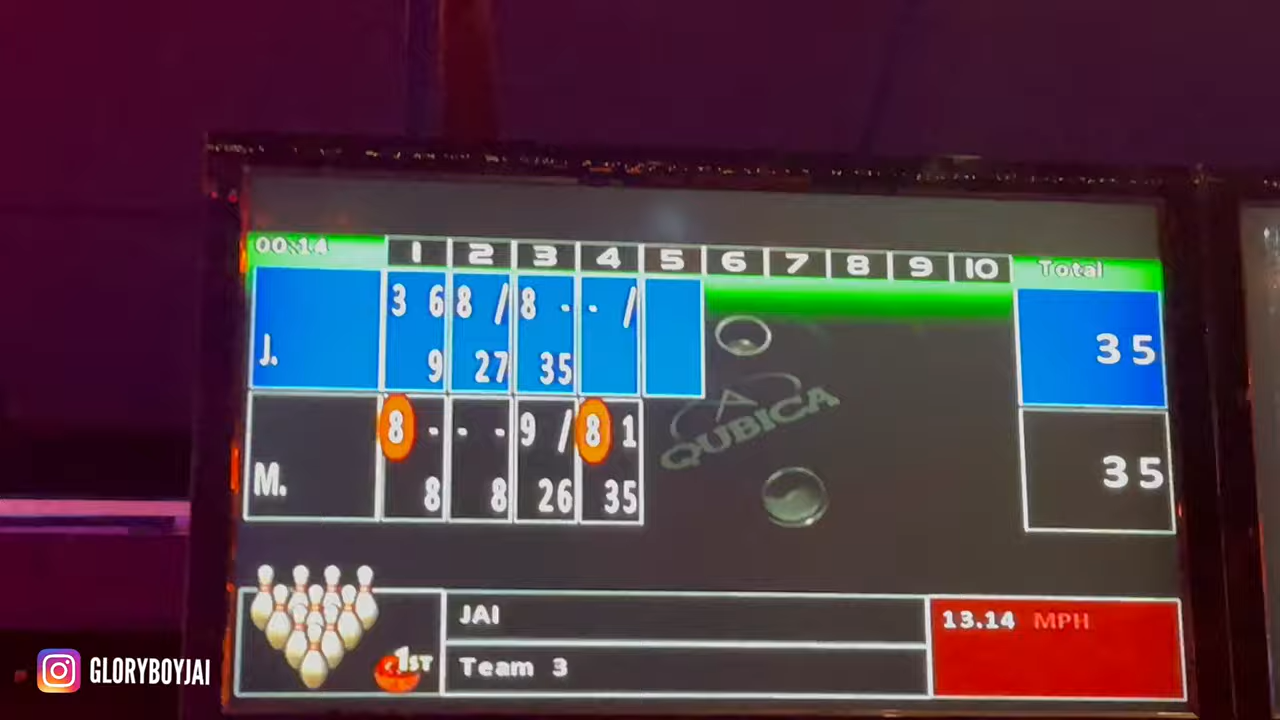 00:14 1 2 3 4 5 6 7 8 9 10 Total
3 6 8 / 8 - - /
J. 9 27 35 35
8 - - - 9 / 8 1
M. 8 8 26 35 35
QUBICA
JAI
13.14 MPH
1ST
Team 3
GLORYBOYJAI